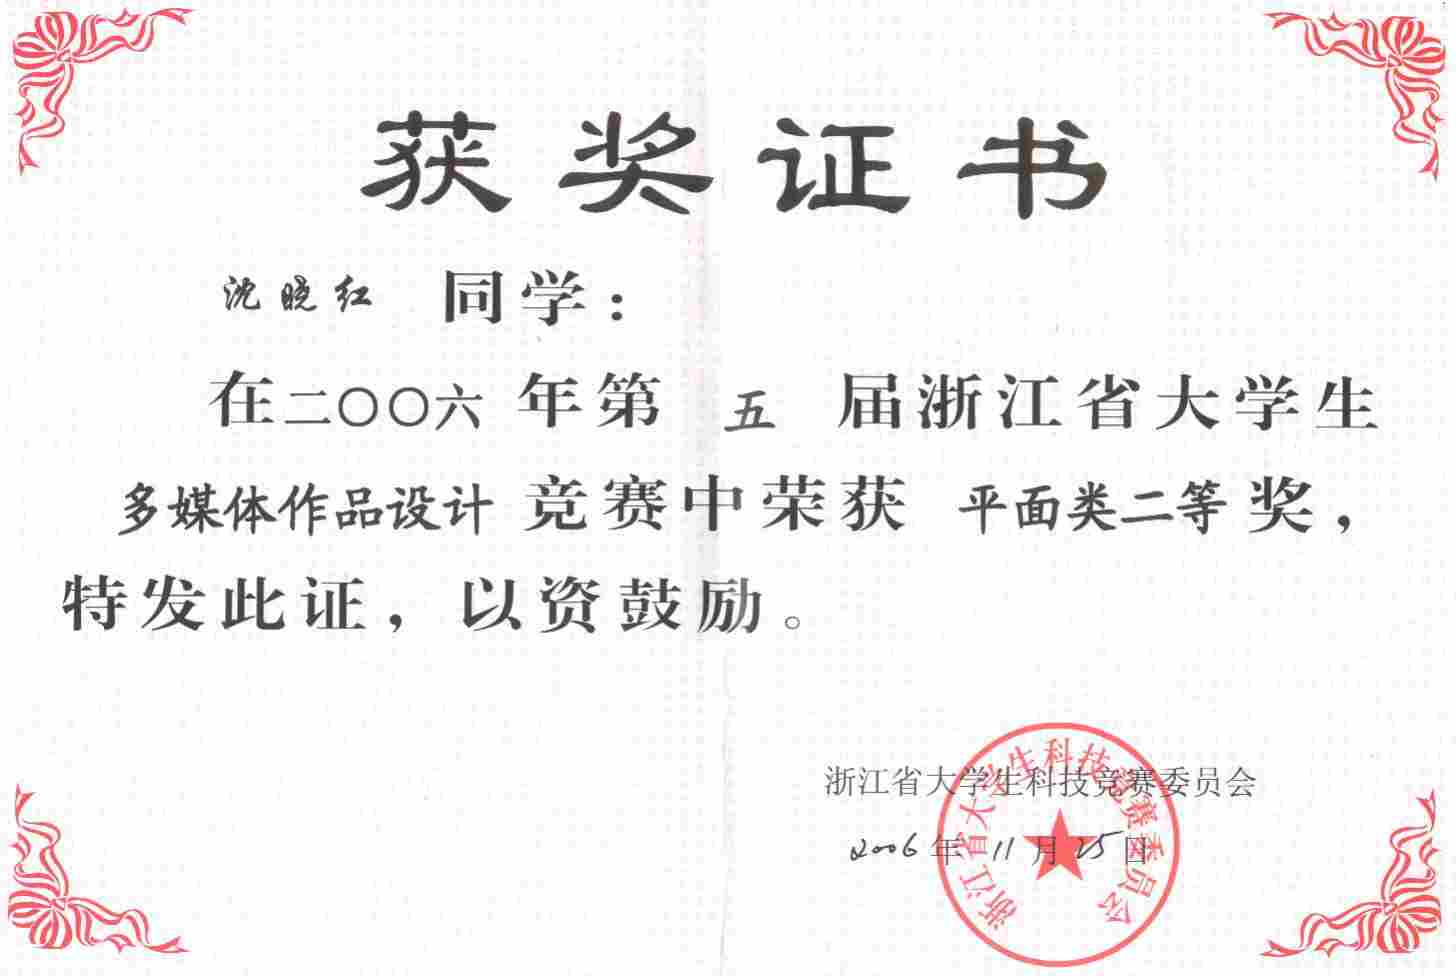 获奖证书
沈晓红 同学：
在二〇〇六 年第 五 届浙江省大学生
多媒体作品设计 竞赛中荣获 平面类二等 奖，
特发此证，以资鼓励。
浙江省大学生科技竞赛委员会
浙江省大学生科技竞赛委员会
2006 年 11 月 25 日